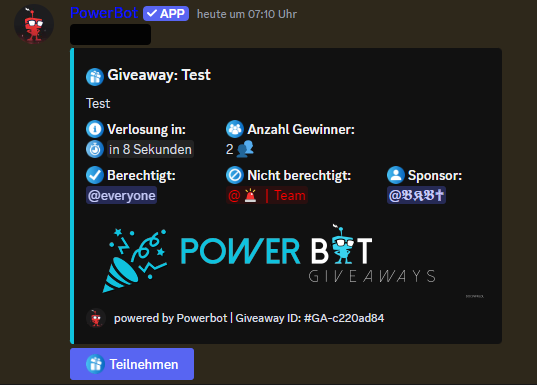 PowerBot ✓ APP heute um 07:10 Uhr
Giveaway: Test
Test
Verlosung in: Anzahl Gewinner:
in 8 Sekunden 2
Berechtigt: Nicht berechtigt: Sponsor:
@everyone @🚨 | Team @𝕭𝕽𝕭✝
POWER BOT
GIVEAWAYS
powered by Powerbot | Giveaway ID: #GA-c220ad84
Teilnehmen